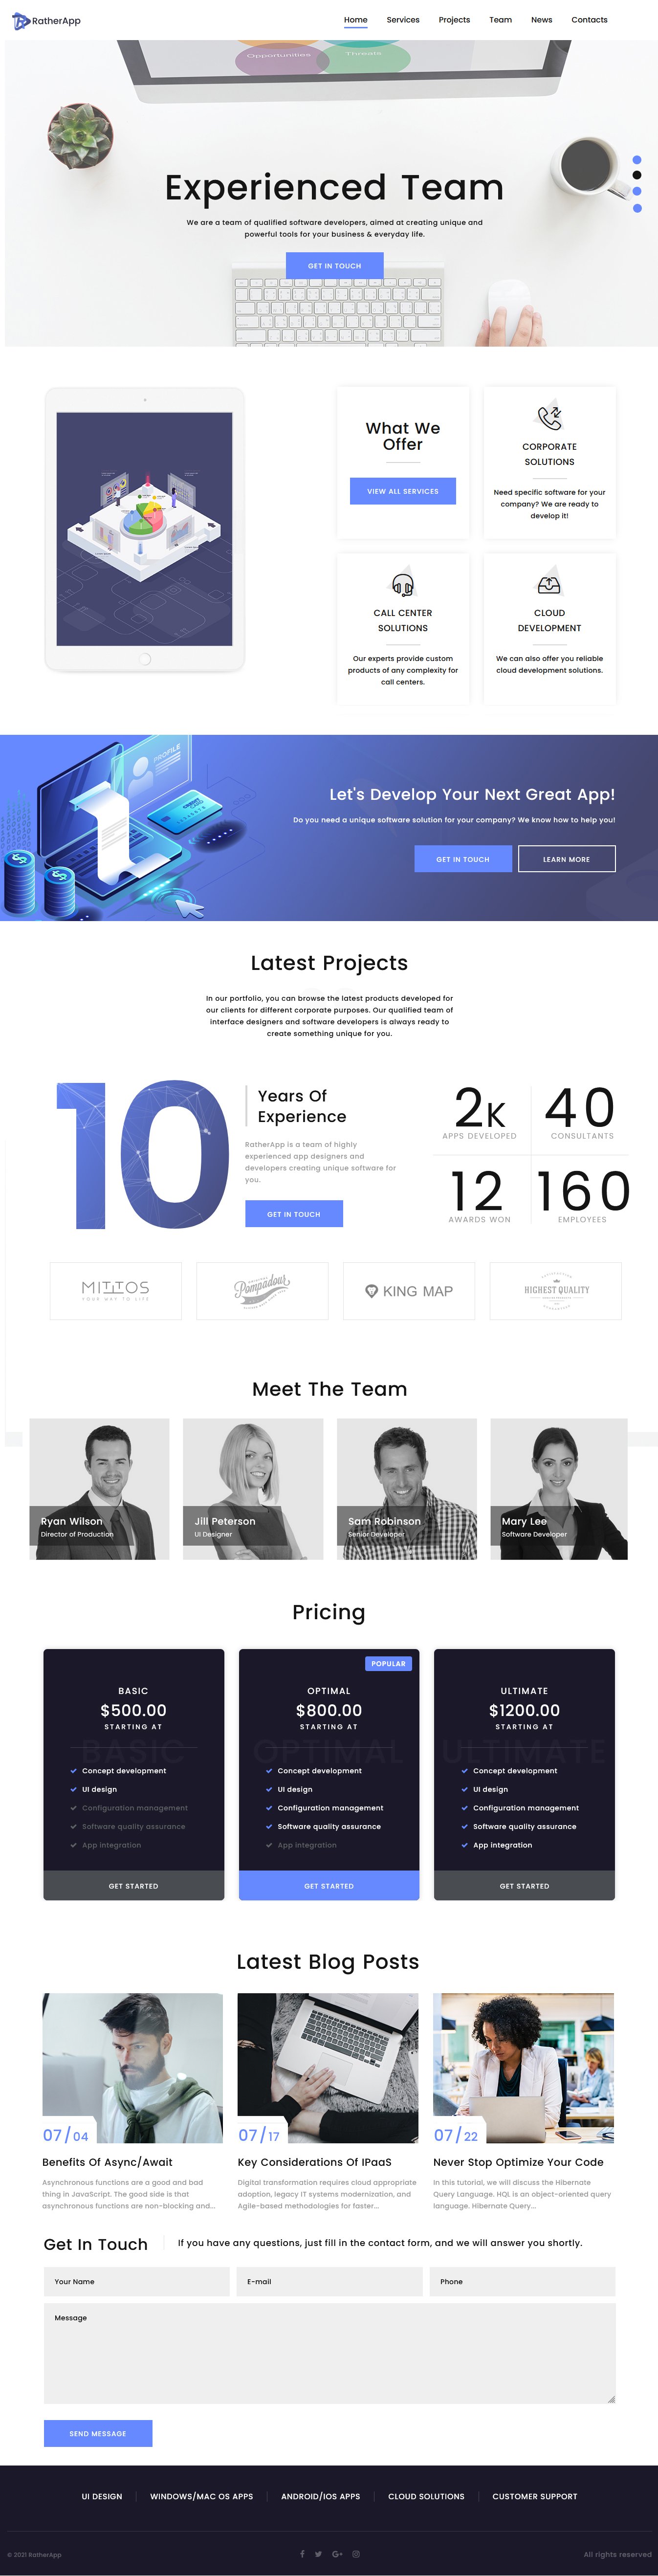 RatherApp
Home Services Projects Team News Contacts
Opportunities Threats
Experienced Team
We are a team of qualified software developers, aimed at creating unique and
powerful tools for your business & everyday life.
GET IN TOUCH
What We
Offer
VIEW ALL SERVICES
CORPORATE
SOLUTIONS
Need specific software for your
company? We are ready to
develop it!
CALL CENTER
SOLUTIONS
Our experts provide custom
products of any complexity for
call centers.
CLOUD
DEVELOPMENT
We can also offer you reliable
cloud development solutions.
PROFILE
Let's Develop Your Next Great App!
Do you need a unique software solution for your company? We know how to help you!
GET IN TOUCH
LEARN MORE
Latest Projects
In our portfolio, you can browse the latest products developed for
our clients for different corporate purposes. Our qualified team of
interface designers and software developers is always ready to
create something unique for you.
10
Years Of
Experience
RatherApp is a team of highly
experienced app designers and
developers creating unique software for
you.
GET IN TOUCH
2K
APPS DEVELOPED
40
CONSULTANTS
12
AWARDS WON
160
EMPLOYEES
MITTOS
YOUR WAY TO LIFE
Pompadour
KING MAP
HIGHEST QUALITY
Meet The Team
Ryan Wilson
Director of Production
Jill Peterson
UI Designer
Sam Robinson
Senior Developer
Mary Lee
Software Developer
Pricing
BASIC
$500.00
STARTING AT
BASIC
Concept development
UI design
Configuration management
Software quality assurance
App integration
GET STARTED
POPULAR
OPTIMAL
$800.00
STARTING AT
OPTIMAL
Concept development
UI design
Configuration management
Software quality assurance
App integration
GET STARTED
ULTIMATE
$1200.00
STARTING AT
ULTIMATE
Concept development
UI design
Configuration management
Software quality assurance
App integration
GET STARTED
Latest Blog Posts
07/04
Benefits Of Async/Await
Asynchronous functions are a good and bad
thing in JavaScript. The good side is that
asynchronous functions are non-blocking and...
07/17
Key Considerations Of IPaaS
Digital transformation requires cloud appropriate
adoption, legacy IT systems modernization, and
Agile-based methodologies for faster...
07/22
Never Stop Optimize Your Code
In this tutorial, we will discuss the Hibernate
Query Language. HQL is an object-oriented query
language. Hibernate Query...
Get In Touch
If you have any questions, just fill in the contact form, and we will answer you shortly.
Your Name
E-mail
Phone
Message
SEND MESSAGE
UI DESIGN WINDOWS/MAC OS APPS ANDROID/IOS APPS CLOUD SOLUTIONS CUSTOMER SUPPORT
© 2021 RatherApp
All rights reserved